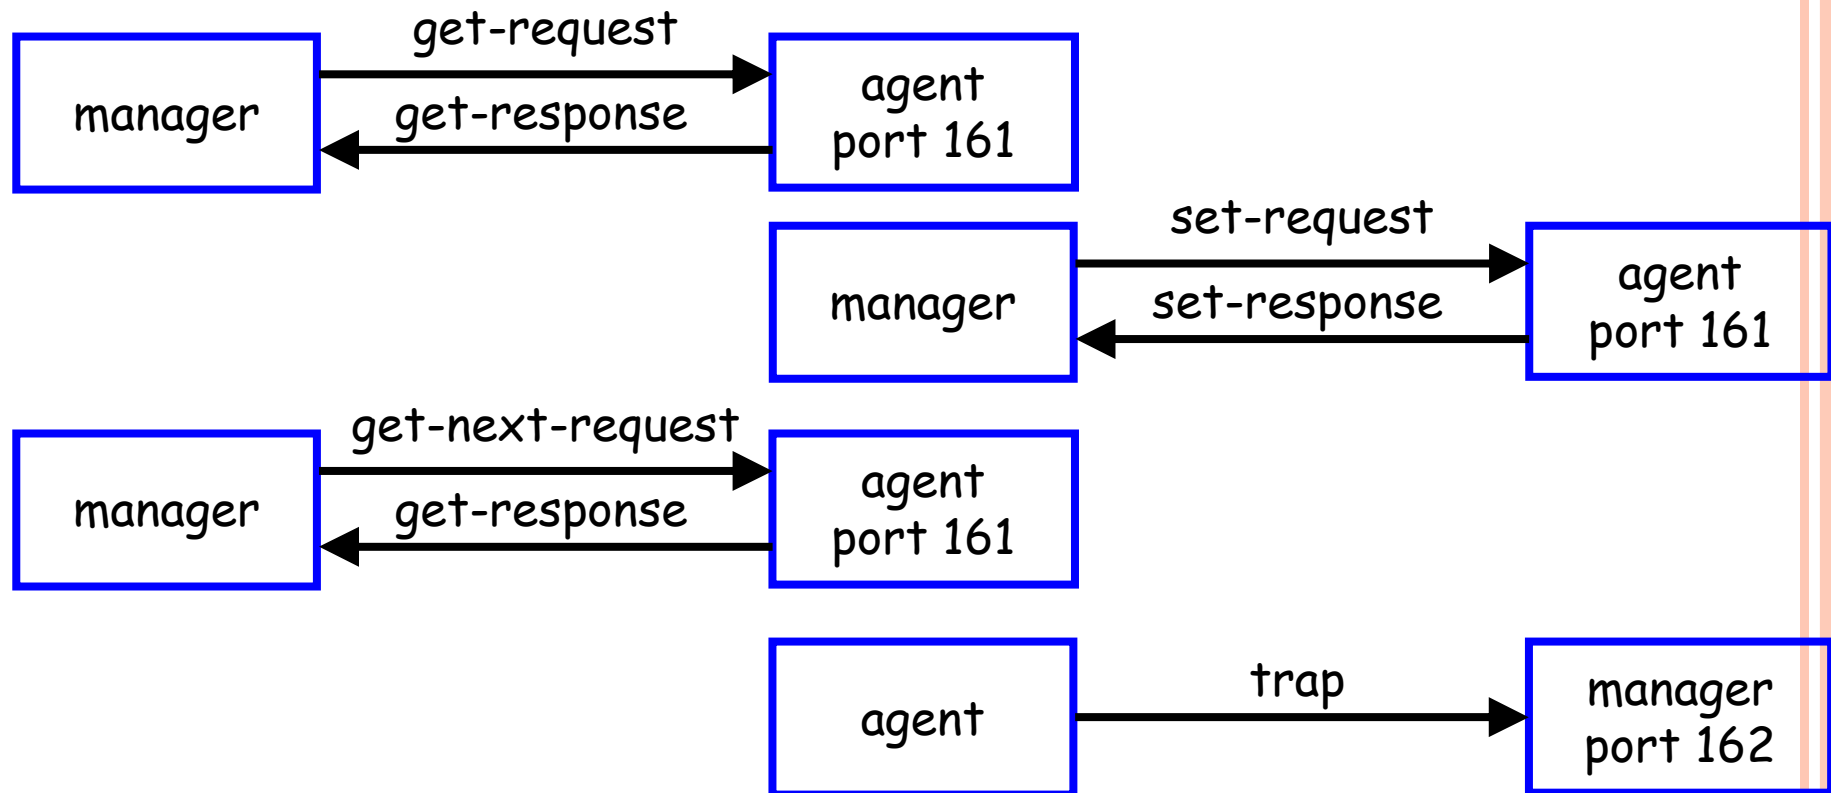 get-request
manager
get-response
agent
port 161
set-request
manager
set-response
agent
port 161
get-next-request
manager
get-response
agent
port 161
agent
trap
manager
port 162